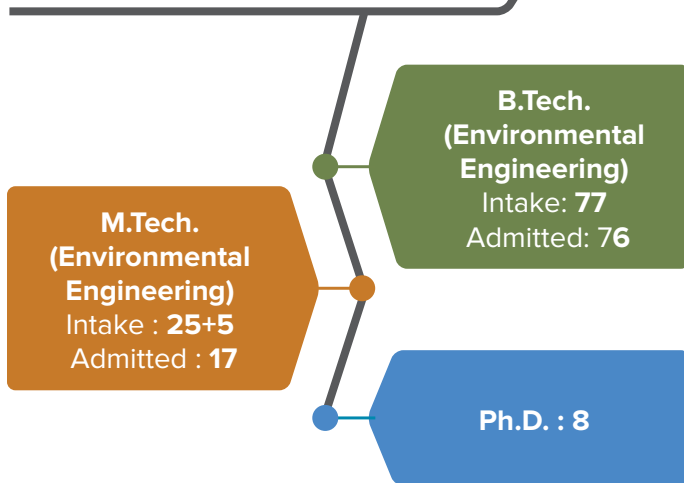 B.Tech.
(Environmental
Engineering)
Intake: 77
Admitted: 76
M.Tech.
(Environmental
Engineering)
Intake : 25+5
Admitted : 17
Ph.D. : 8